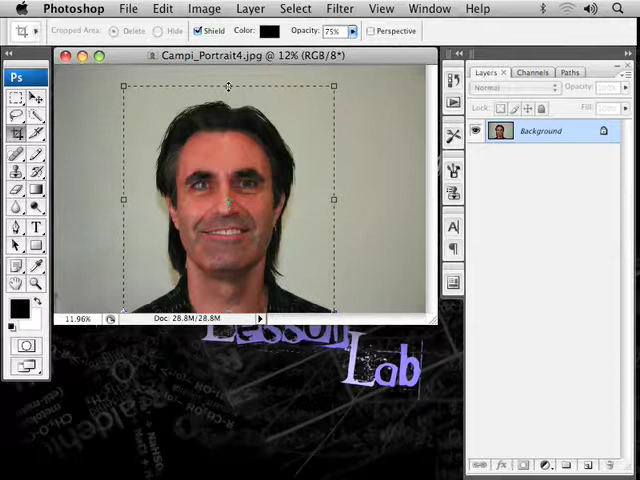 Photoshop File Edit Image Layer Select Filter View Window Help
Cropped Area: Delete Hide Shield Color: Opacity: 75% Perspective
Campi_Portrait4.jpg @ 12% (RGB/8*)
Ps
Layers × Channels Paths
Normal Opacity:
Lock: Fill:
Background
T
A
11.96% Doc: 28.8M/28.8M
Lesson
Lab
fx